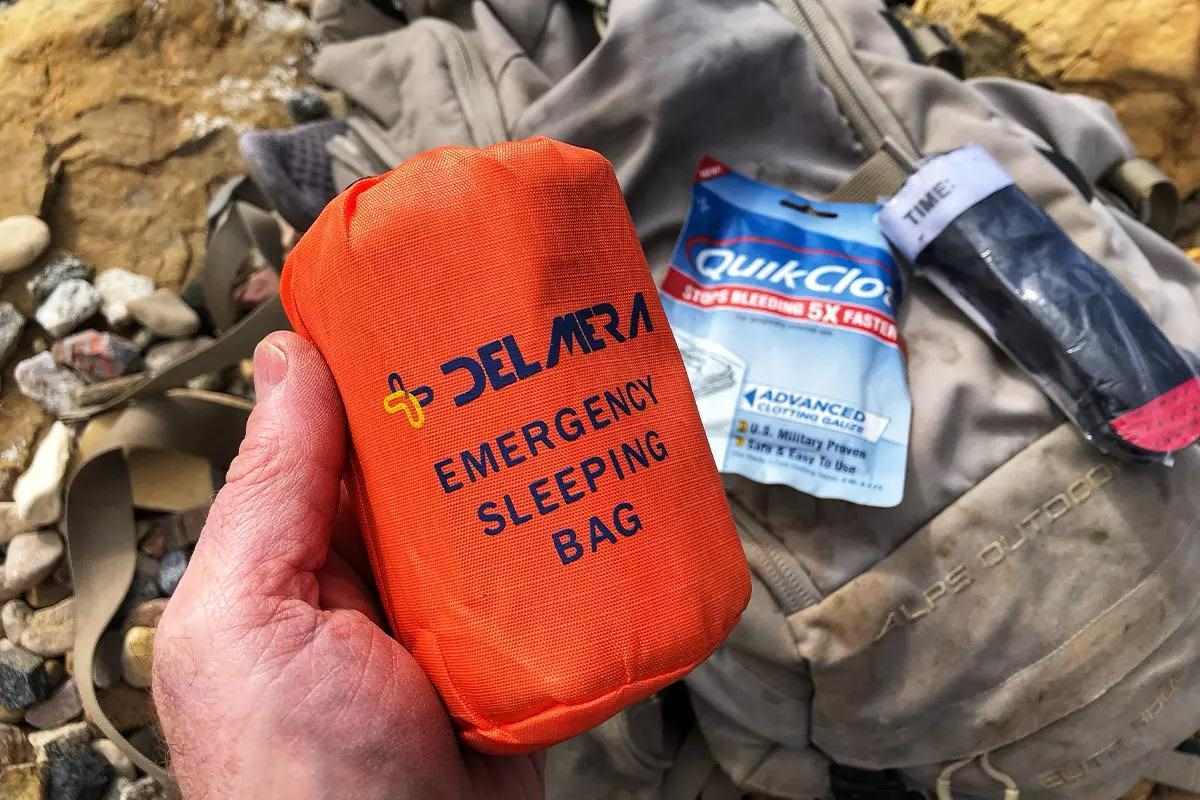 DELMERA
EMERGENCY
SLEEPING
BAG
NEW!
QuikClot
STOPS BLEEDING 5X FASTER
ADVANCED
CLOTTING GAUZE
U.S. Military Proven
Safe & Easy To Use
TIME:
ALPS OUTDOO